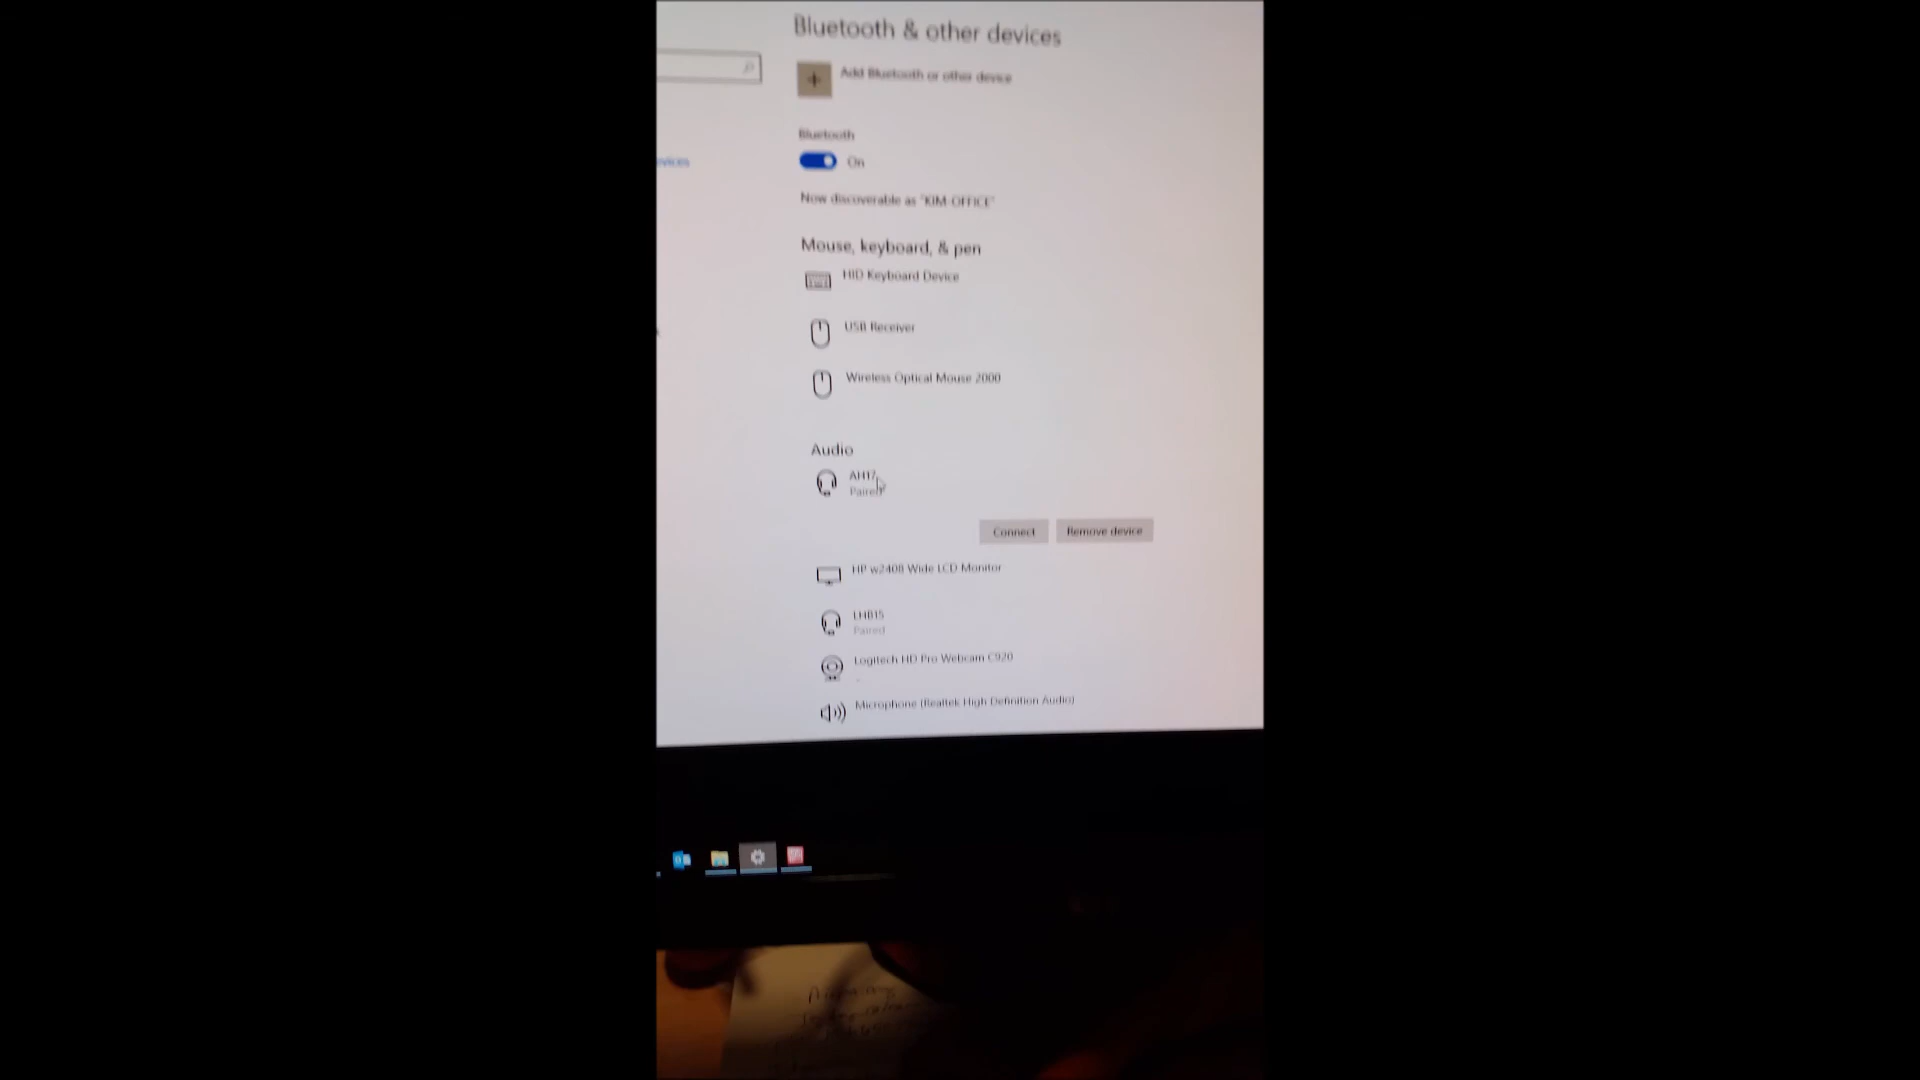 Bluetooth & other devices
Add Bluetooth or other device
Bluetooth
On
Now discoverable as "KIM-OFFICE"
Mouse, keyboard, & pen
HID Keyboard Device
USB Receiver
Wireless Optical Mouse 2000
Audio
AH17
Paired
Connect
Remove device
HP w2408 Wide LCD Monitor
LHB15
Paired
Logitech HD Pro Webcam C920
Microphone (Realtek High Definition Audio)